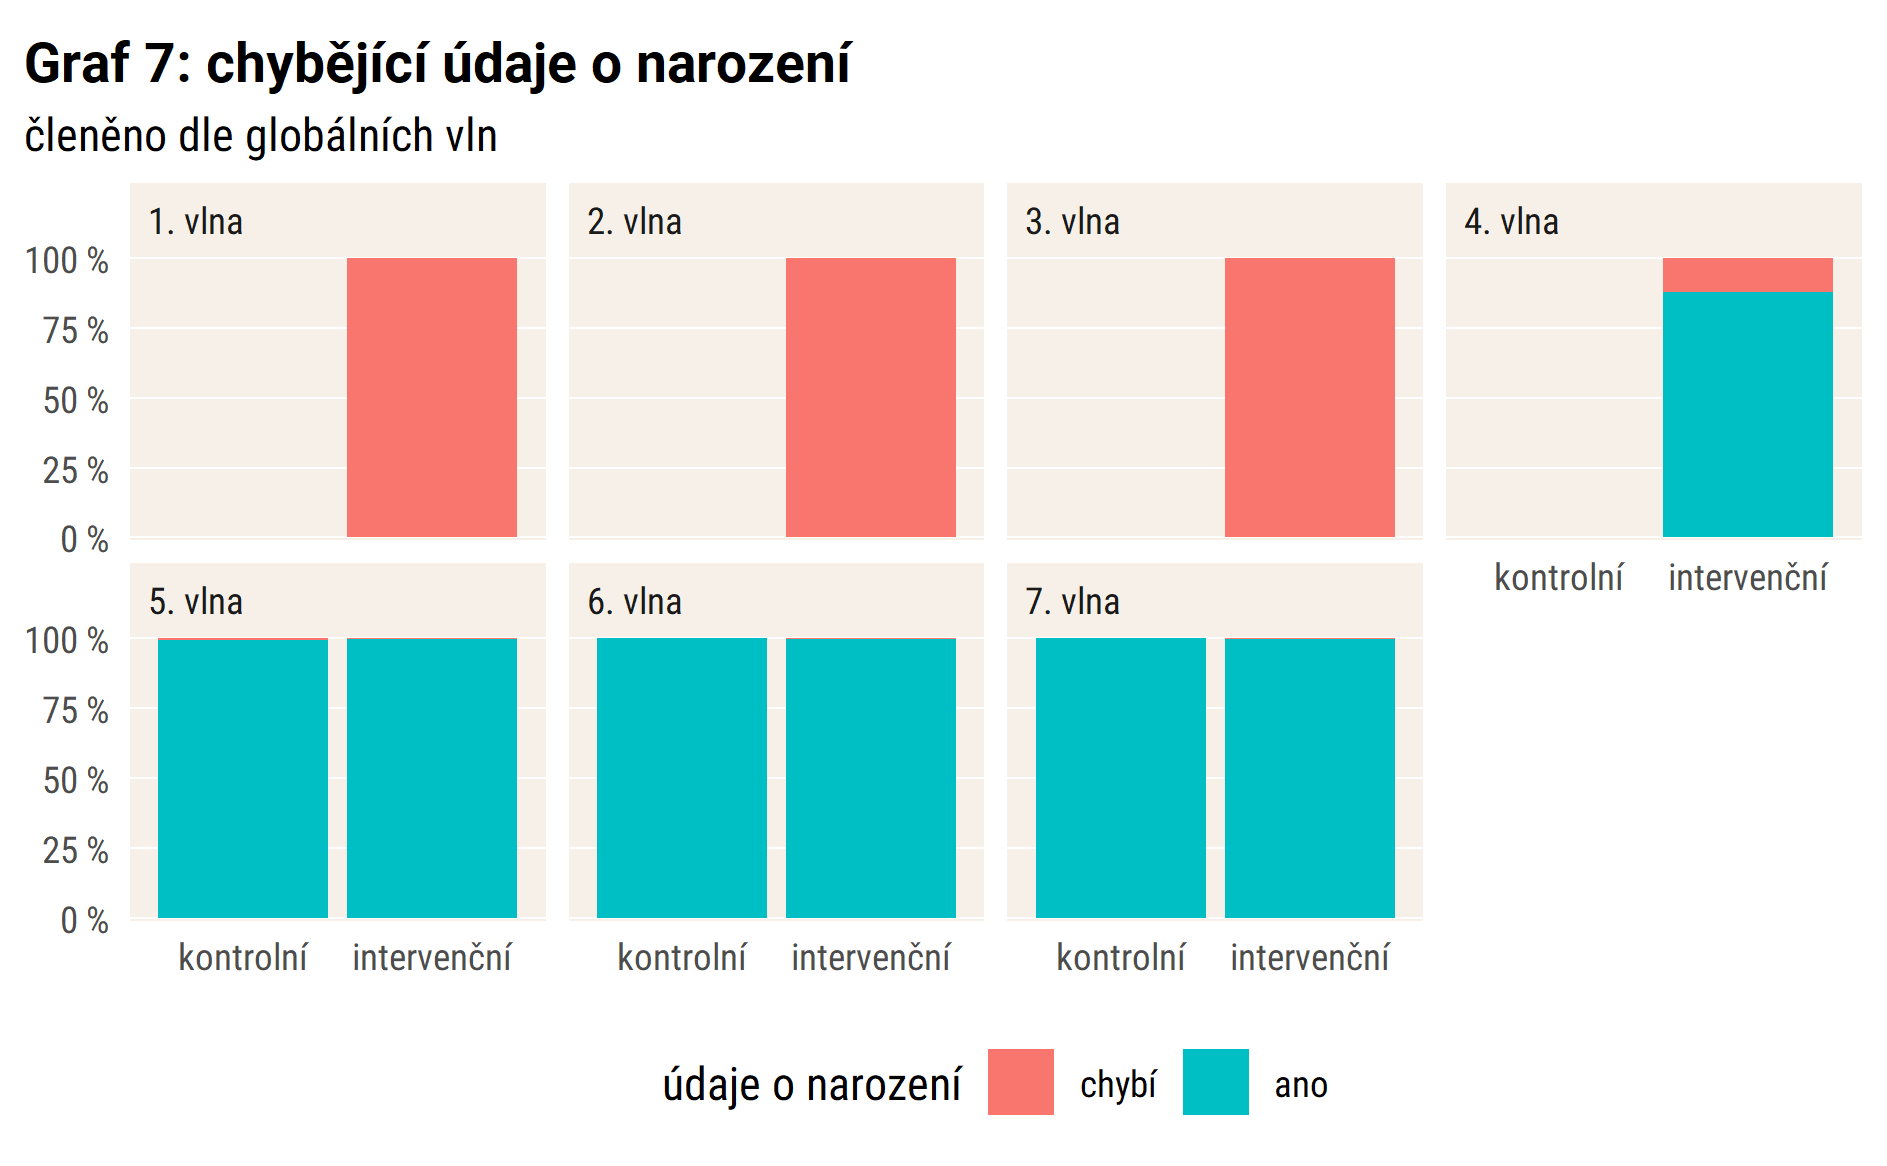 Graf 7: chybějící údaje o narození
členěno dle globálních vln
1. vlna
2. vlna
3. vlna
4. vlna
100 %
75 %
50 %
25 %
0 %
kontrolní
intervenční
5. vlna
6. vlna
7. vlna
100 %
75 %
50 %
25 %
0 %
kontrolní
intervenční
kontrolní
intervenční
kontrolní
intervenční
údaje o narození
chybí
ano